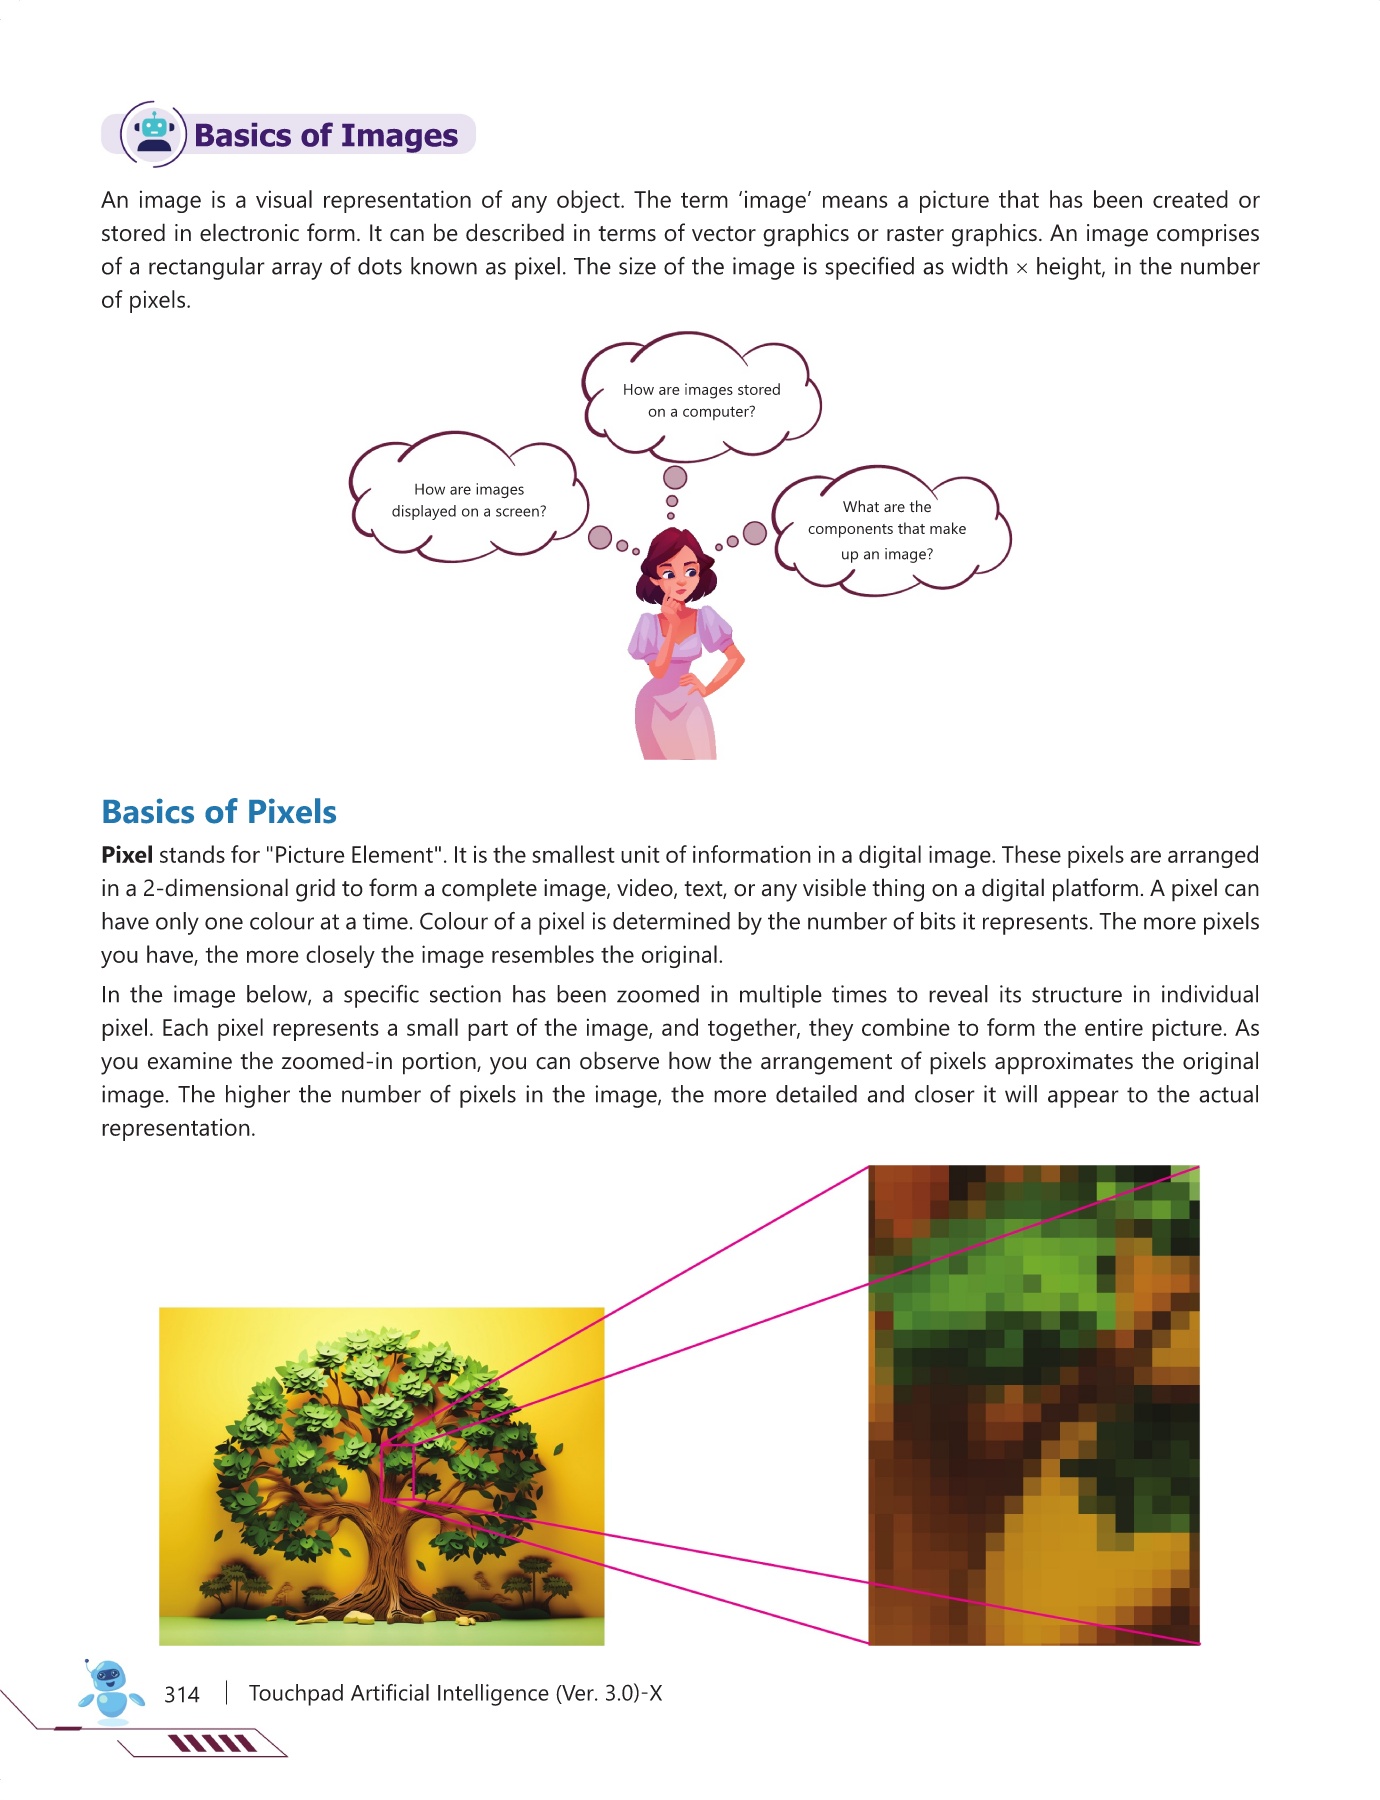 Basics of Images
An image is a visual representation of any object. The term ‘image’ means a picture that has been created or
stored in electronic form. It can be described in terms of vector graphics or raster graphics. An image comprises
of a rectangular array of dots known as pixel. The size of the image is specified as width × height, in the number
of pixels.
How are images stored
on a computer?
How are images
displayed on a screen?
What are the
components that make
up an image?
Basics of Pixels
Pixel stands for "Picture Element". It is the smallest unit of information in a digital image. These pixels are arranged
in a 2-dimensional grid to form a complete image, video, text, or any visible thing on a digital platform. A pixel can
have only one colour at a time. Colour of a pixel is determined by the number of bits it represents. The more pixels
you have, the more closely the image resembles the original.
In the image below, a specific section has been zoomed in multiple times to reveal its structure in individual
pixel. Each pixel represents a small part of the image, and together, they combine to form the entire picture. As
you examine the zoomed-in portion, you can observe how the arrangement of pixels approximates the original
image. The higher the number of pixels in the image, the more detailed and closer it will appear to the actual
representation.
314 | Touchpad Artificial Intelligence (Ver. 3.0)-X